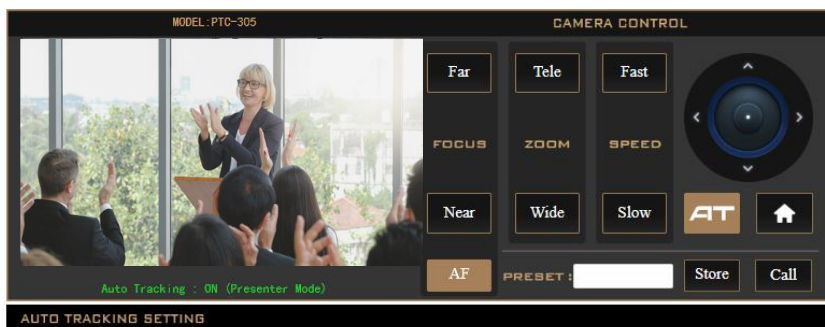 MODEL:PTC-305
CAMERA CONTROL
Far
Tele
Fast
FOCUS
ZOOM
SPEED
Near
Wide
Slow
AT
AF
PRESET :
Store
Call
Auto Tracking : ON (Presenter Mode)
AUTO TRACKING SETTING